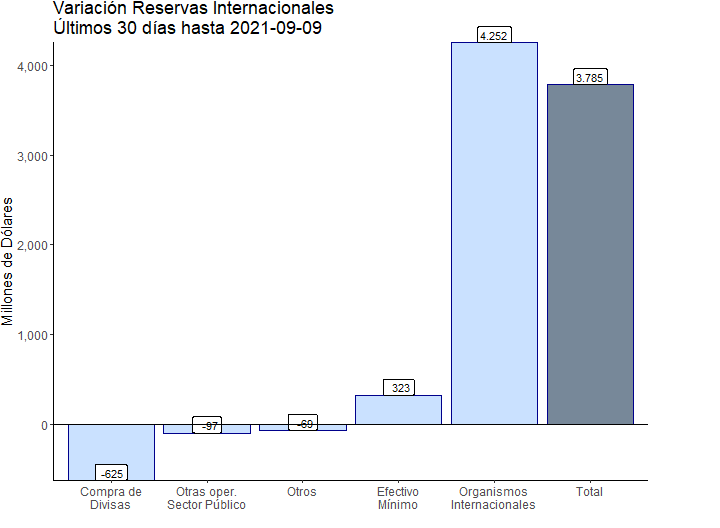 Variación Reservas Internacionales
Últimos 30 días hasta 2021-09-09
Millones de Dólares
4,000
3,000
2,000
1,000
0
-625
-97
-69
323
4.252
3.785
Compra de
Divisas
Otras oper.
Sector Público
Otros
Efectivo
Mínimo
Organismos
Internacionales
Total